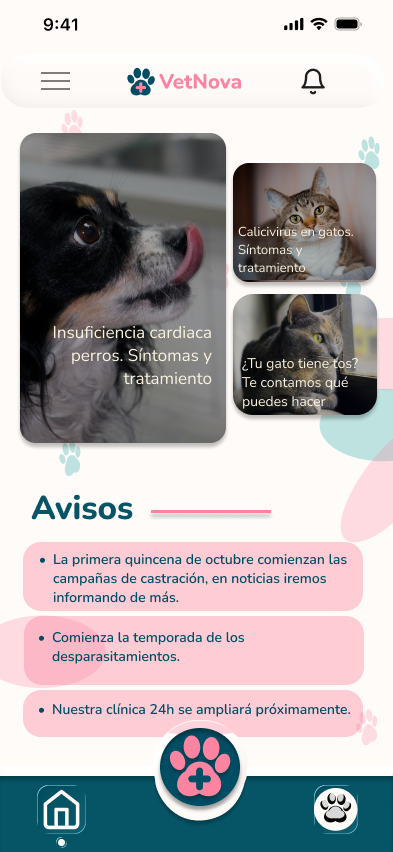 9:41
VetNova
Insuficiencia cardiaca
perros. Síntomas y
tratamiento
Calicivirus en gatos.
Síntomas y
tratamiento
¿Tu gato tiene tos?
Te contamos qué
puedes hacer
Avisos
• La primera quincena de octubre comienzan las
campañas de castración, en noticias iremos
informando de más.
• Comienza la temporada de los
desparasitamientos.
• Nuestra clínica 24h se ampliará próximamente.